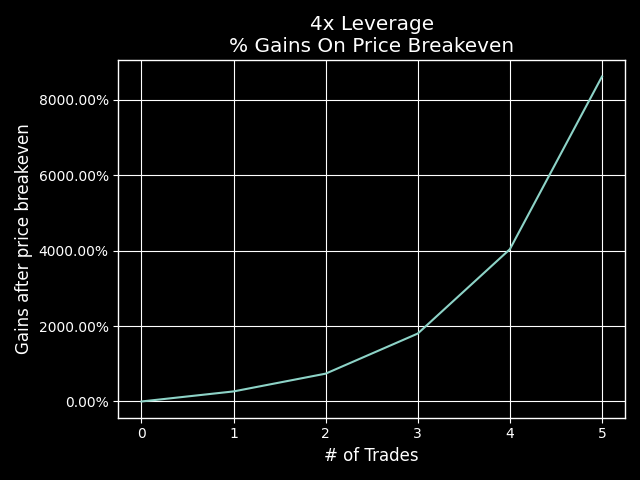 4x Leverage
% Gains On Price Breakeven
Gains after price breakeven
8000.00%
6000.00%
4000.00%
2000.00%
0.00%
0 1 2 3 4 5
# of Trades